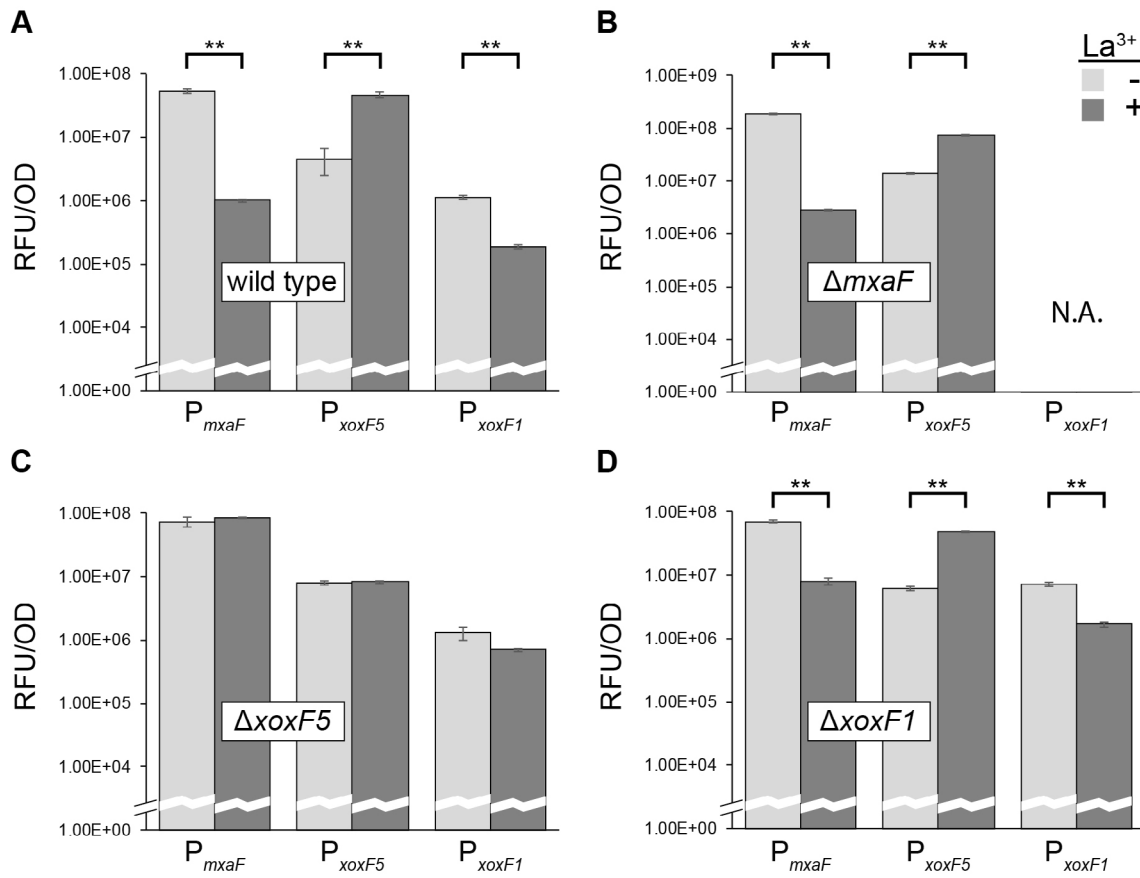 A
** ** **
1.00E+08
1.00E+07
1.00E+06
1.00E+05
1.00E+04
1.00E+00
RFU/OD
wild type
PmxaF PxoxF5 PxoxF1
B
** **
La3+
-
+
1.00E+09
1.00E+08
1.00E+07
1.00E+06
1.00E+05
1.00E+04
1.00E+00
RFU/OD
ΔmxaF
N.A.
PmxaF PxoxF5 PxoxF1
C
1.00E+08
1.00E+07
1.00E+06
1.00E+05
1.00E+04
1.00E+00
RFU/OD
ΔxoxF5
PmxaF PxoxF5 PxoxF1
D
** ** **
1.00E+08
1.00E+07
1.00E+06
1.00E+05
1.00E+04
1.00E+00
RFU/OD
ΔxoxF1
PmxaF PxoxF5 PxoxF1